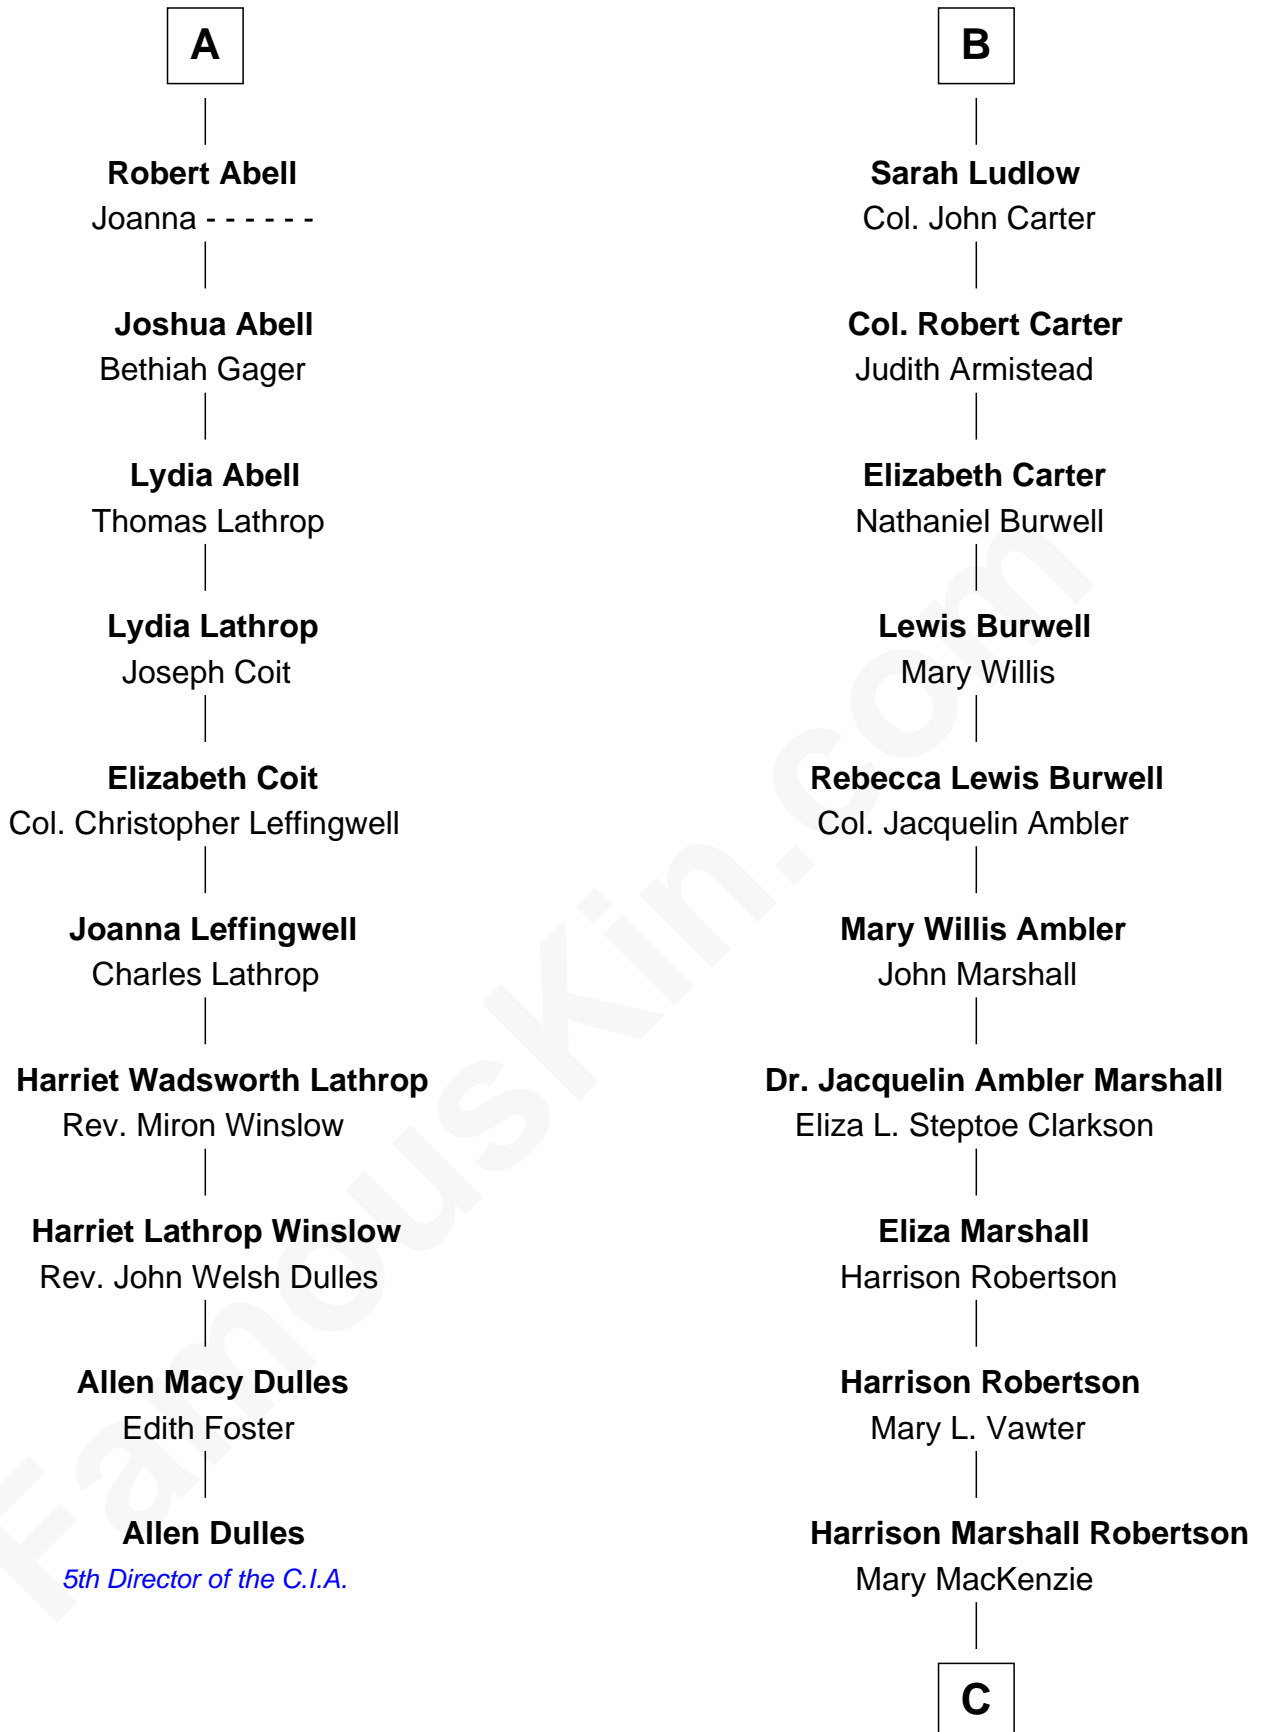 A
Robert Abell
Joanna - - - - - -
Joshua Abell
Bethiah Gager
Lydia Abell
Thomas Lathrop
Lydia Lathrop
Joseph Coit
Elizabeth Coit
Col. Christopher Leffingwell
Joanna Leffingwell
Charles Lathrop
Harriet Wadsworth Lathrop
Rev. Miron Winslow
Harriet Lathrop Winslow
Rev. John Welsh Dulles
Allen Macy Dulles
Edith Foster
Allen Dulles
5th Director of the C.I.A.
B
Sarah Ludlow
Col. John Carter
Col. Robert Carter
Judith Armistead
Elizabeth Carter
Nathaniel Burwell
Lewis Burwell
Mary Willis
Rebecca Lewis Burwell
Col. Jacquelin Ambler
Mary Willis Ambler
John Marshall
Dr. Jacquelin Ambler Marshall
Eliza L. Steptoe Clarkson
Eliza Marshall
Harrison Robertson
Harrison Robertson
Mary L. Vawter
Harrison Marshall Robertson
Mary MacKenzie
C
FamousKin.com